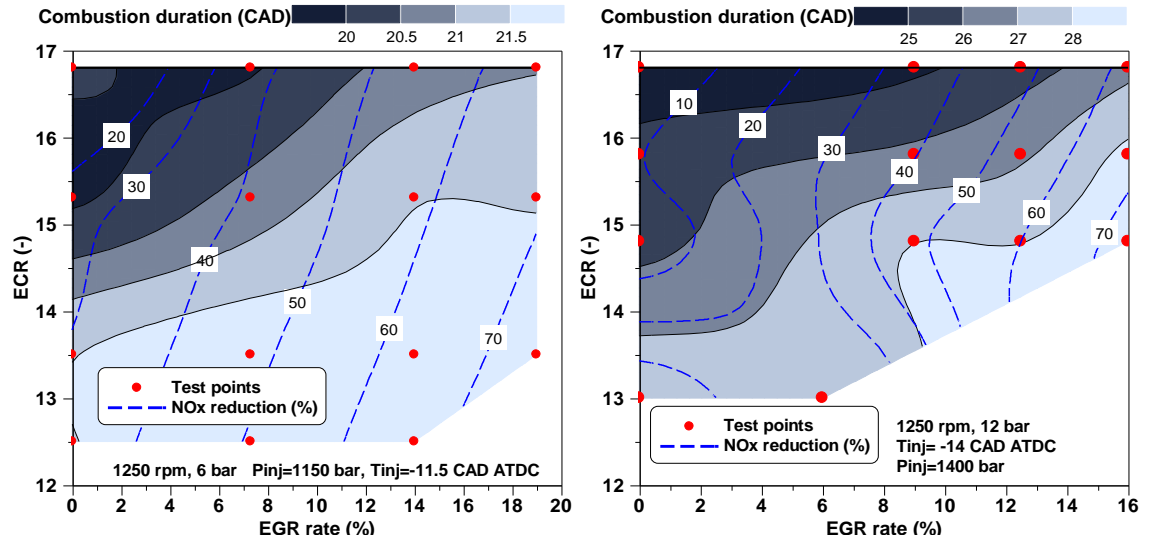 Combustion duration (CAD)
20 20.5 21 21.5
17
16
15
14
13
12
ECR (-)
20
30
40
50
60
70
Test points
NOx reduction (%)
1250 rpm, 6 bar Pinj=1150 bar, Tinj=-11.5 CAD ATDC
0 2 4 6 8 10 12 14 16 18 20
EGR rate (%)
Combustion duration (CAD)
25 26 27 28
17
16
15
14
13
12
ECR (-)
10
20
30
40
50
60
70
Test points
NOx reduction (%)
1250 rpm, 12 bar
Tinj= -14 CAD ATDC
Pinj=1400 bar
0 2 4 6 8 10 12 14 16
EGR rate (%)